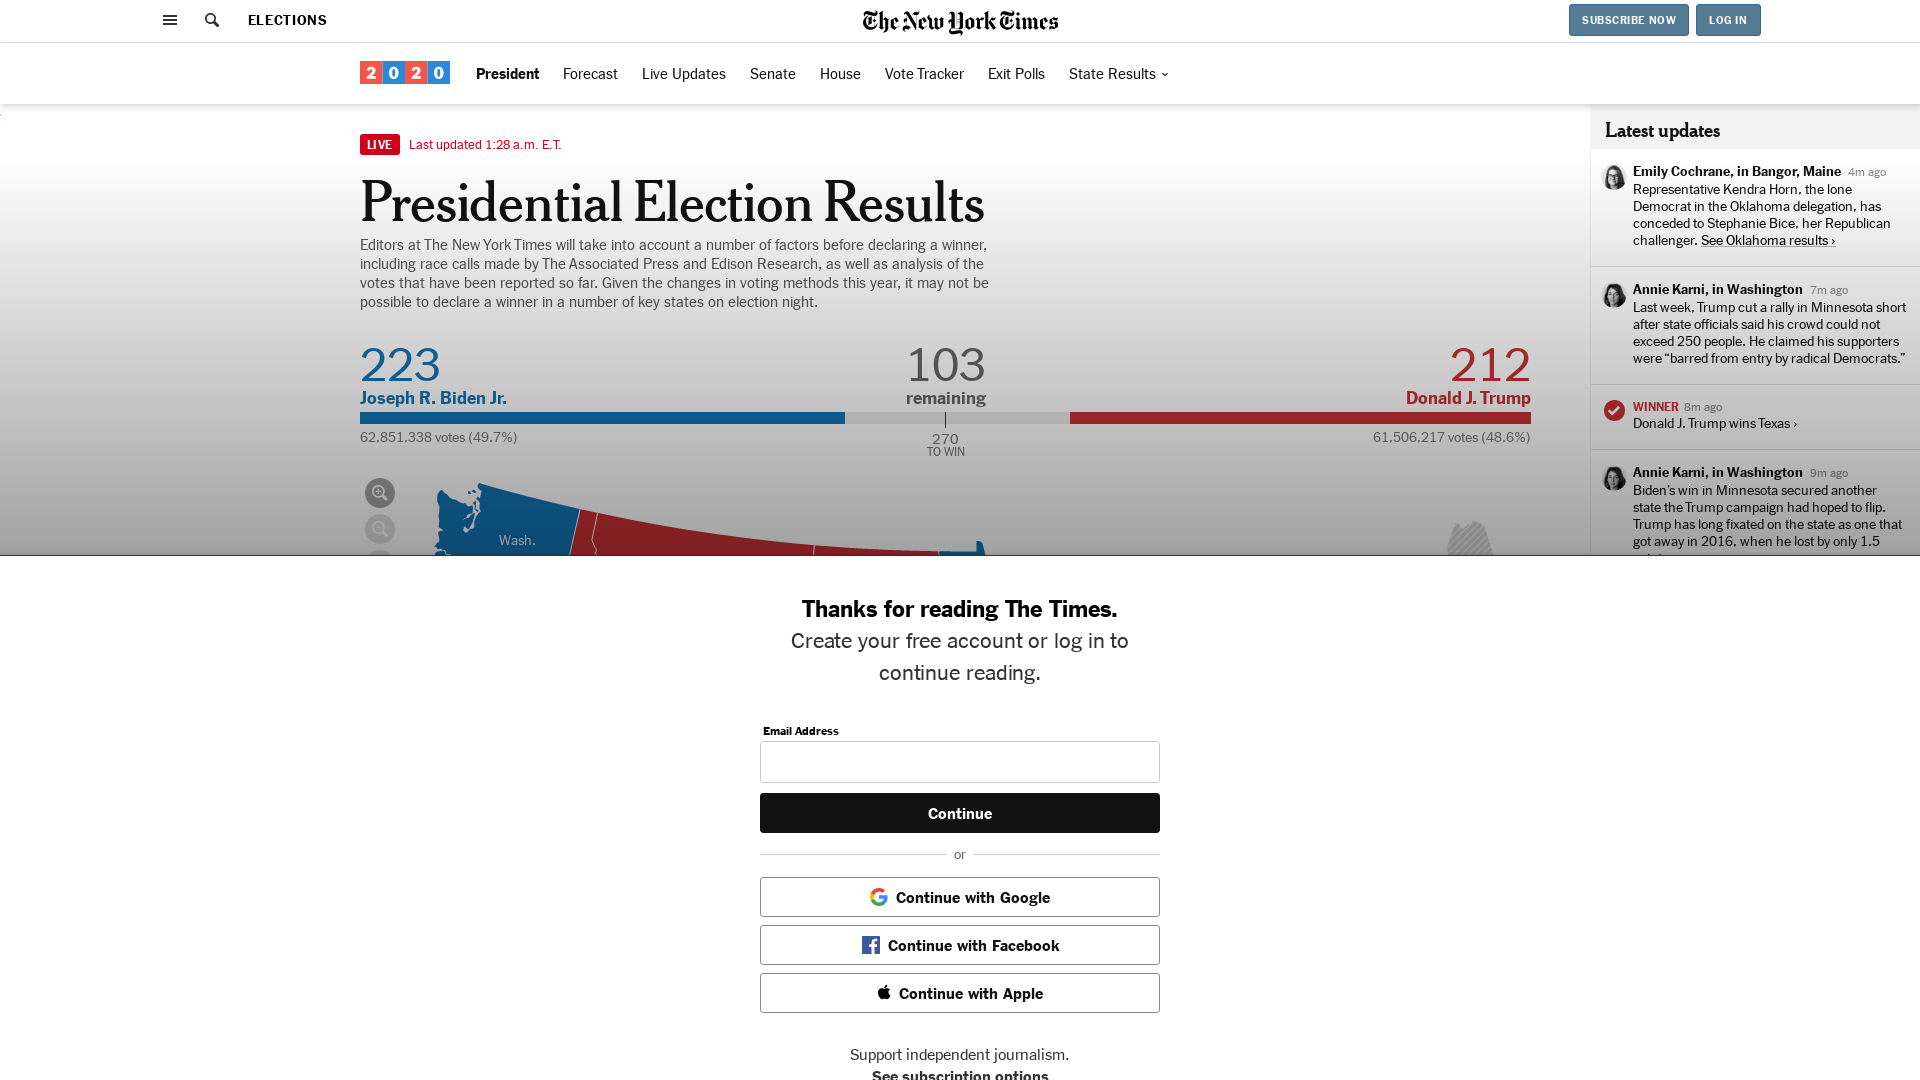 ELECTIONS
The New York Times
SUBSCRIBE NOW
LOG IN
2020
President
Forecast
Live Updates
Senate
House
Vote Tracker
Exit Polls
State Results
LIVE
Last updated 1:28 a.m. E.T.
Presidential Election Results
Editors at The New York Times will take into account a number of factors before declaring a winner,
including race calls made by The Associated Press and Edison Research, as well as analysis of the
votes that have been reported so far. Given the changes in voting methods this year, it may not be
possible to declare a winner in a number of key states on election night.
223
103
212
Joseph R. Biden Jr.
remaining
Donald J. Trump
62,851,338 votes (49.7%)
270
TO WIN
61,506,217 votes (48.6%)
Wash.
Latest updates
Emily Cochrane, in Bangor, Maine 4m ago
Representative Kendra Horn, the lone
Democrat in the Oklahoma delegation, has
conceded to Stephanie Bice, her Republican
challenger. See Oklahoma results ›
Annie Karni, in Washington 7m ago
Last week, Trump cut a rally in Minnesota short
after state officials said his crowd could not
exceed 250 people. He claimed his supporters
were “barred from entry by radical Democrats.”
WINNER 8m ago
Donald J. Trump wins Texas ›
Annie Karni, in Washington 9m ago
Biden’s win in Minnesota secured another
state the Trump campaign had hoped to flip.
Trump has long fixated on the state as one that
got away in 2016, when he lost by only 1.5
Thanks for reading The Times.
Create your free account or log in to
continue reading.
Email Address
Continue
or
Continue with Google
Continue with Facebook
Continue with Apple
Support independent journalism.
See subscription options